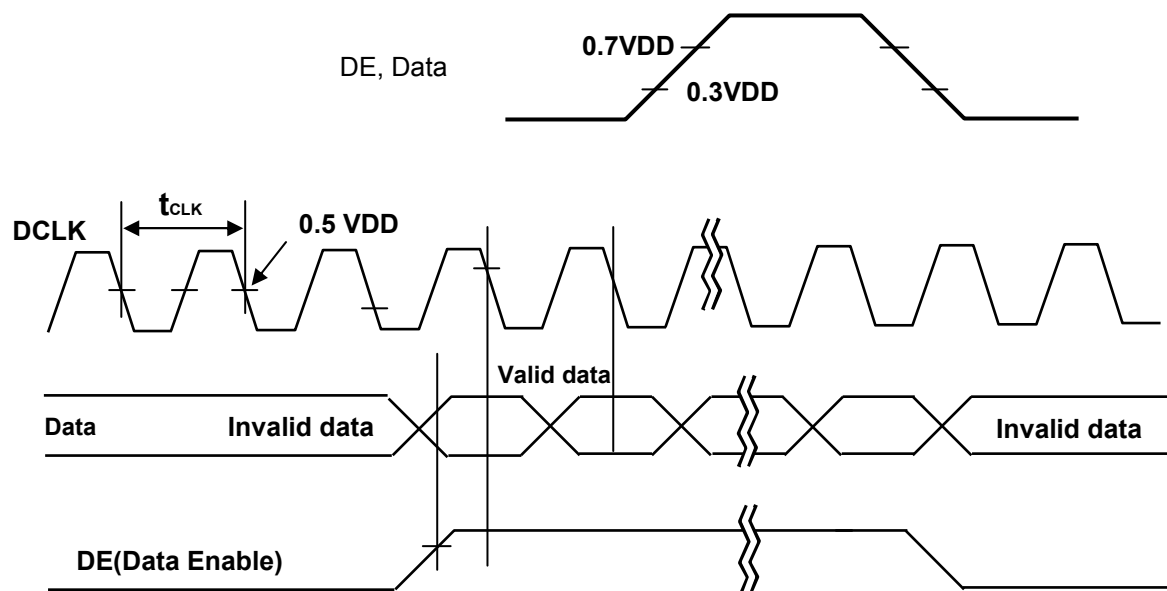 0.7VDD
DE, Data
0.3VDD
tCLK
0.5 VDD
DCLK
Valid data
Data
Invalid data
Invalid data
DE(Data Enable)